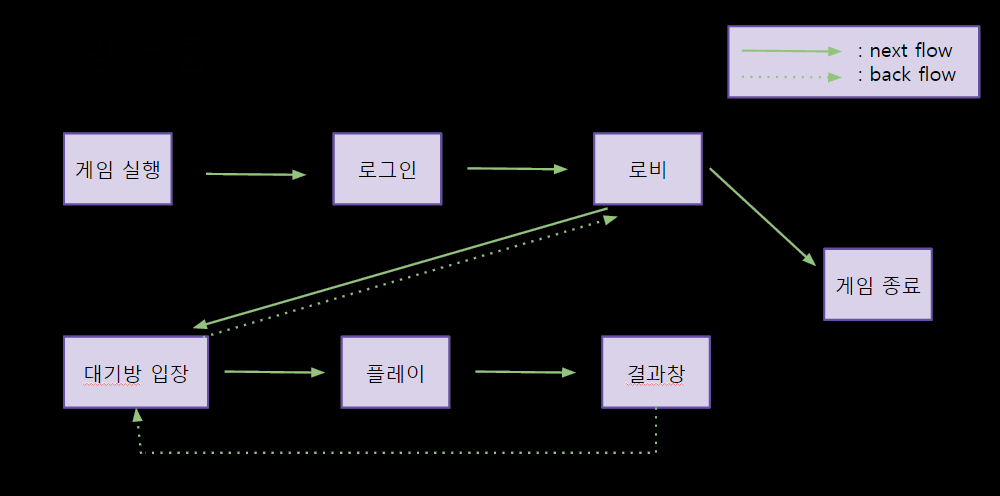 : next flow
: back flow
게임 실행
로그인
로비
게임 종료
대기방 입장
플레이
결과창